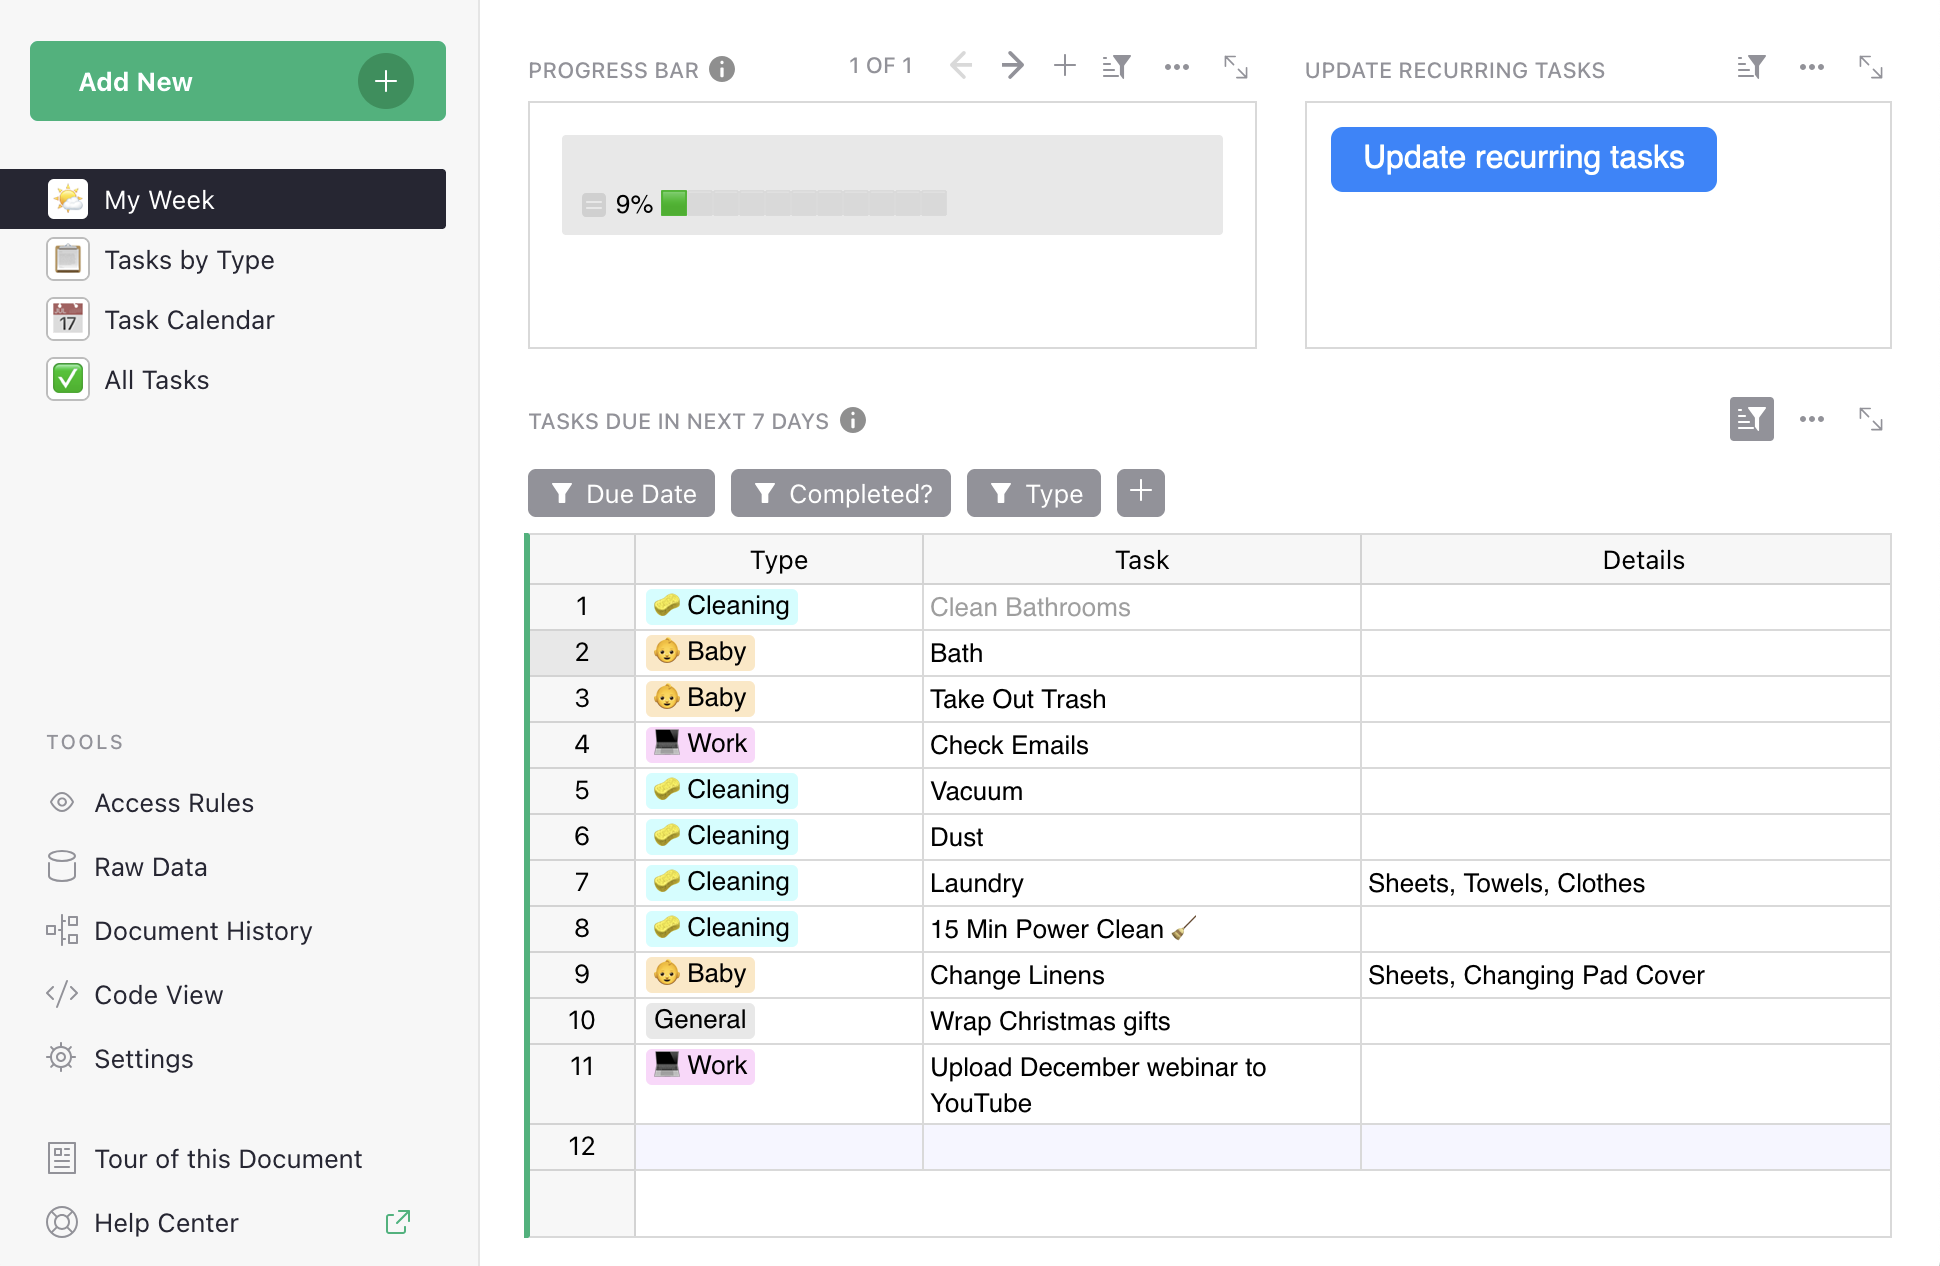 Add New
My Week
Tasks by Type
17
Task Calendar
All Tasks
TOOLS
Access Rules
Raw Data
Document History
Code View
Settings
Tour of this Document
Help Center
PROGRESS BAR
1 OF 1
9%
UPDATE RECURRING TASKS
Update recurring tasks
TASKS DUE IN NEXT 7 DAYS
Due Date Completed? Type
Type Task Details
1 Cleaning Clean Bathrooms
2 Baby Bath
3 Baby Take Out Trash
4 Work Check Emails
5 Cleaning Vacuum
6 Cleaning Dust
7 Cleaning Laundry Sheets, Towels, Clothes
8 Cleaning 15 Min Power Clean 🧹
9 Baby Change Linens Sheets, Changing Pad Cover
10 General Wrap Christmas gifts
11 Work Upload December webinar to
YouTube
12